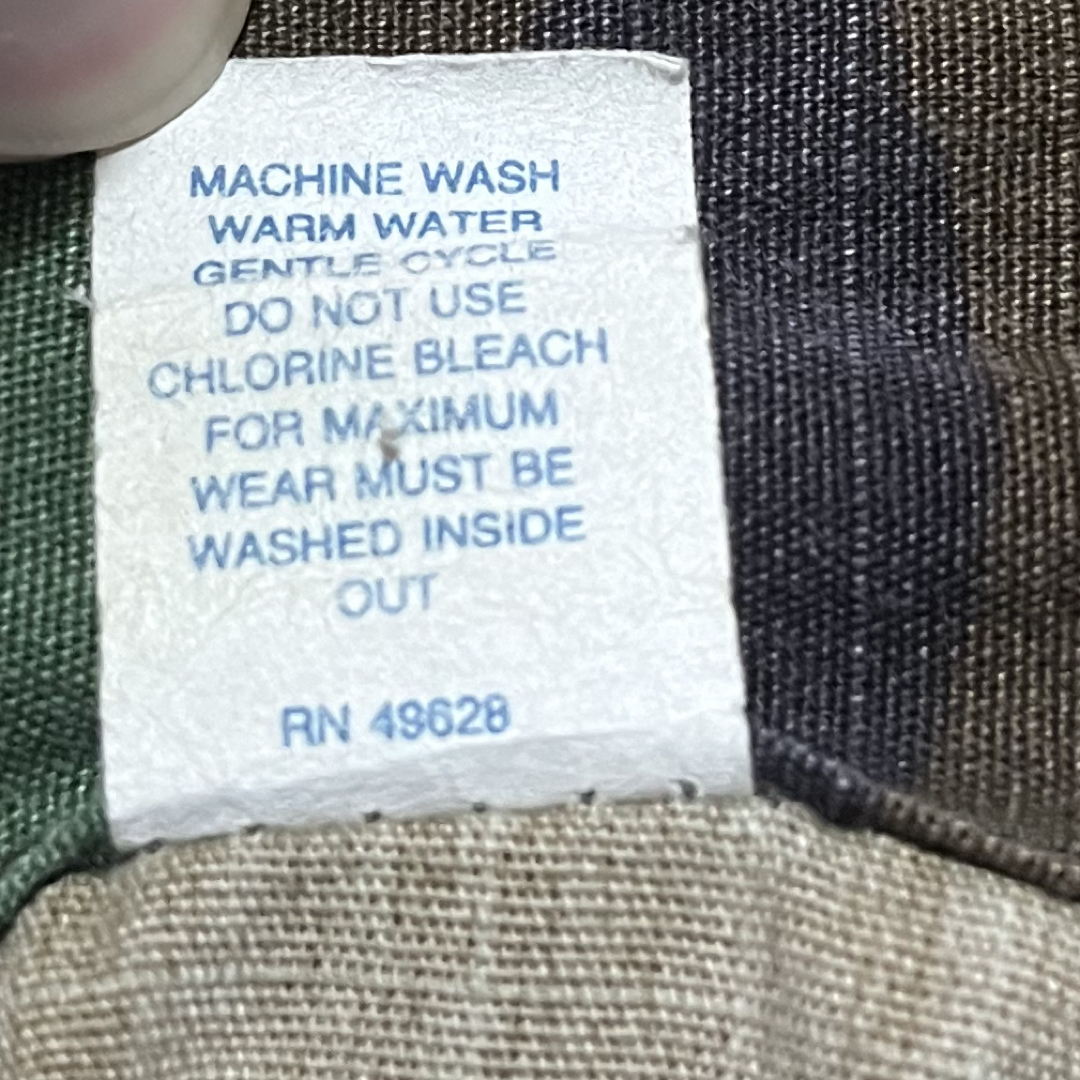 MACHINE WASH
WARM WATER
GENTLE CYCLE
DO NOT USE
CHLORINE BLEACH
FOR MAXIMUM
WEAR MUST BE
WASHED INSIDE
OUT
RN 49628